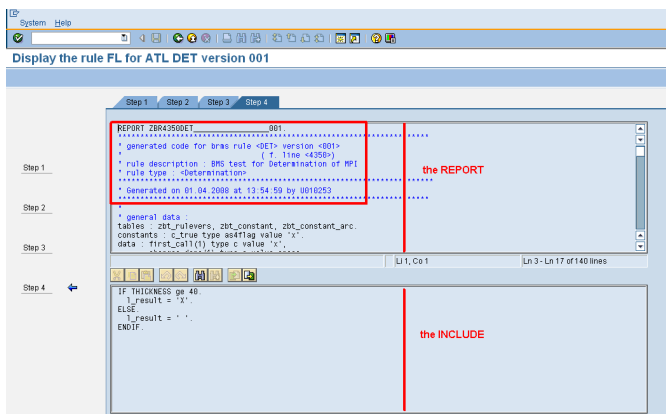 System Help
Display the rule FL for ATL DET version 001
Step 1 Step 2 Step 3 Step 4
REPORT ZBR4350DET__________________001.
***********************************************************************
* generated code for brms rule <DET> version <001>
* ( f. line <4350>)
* rule description : BMS test for Determination of MPI
* rule type : <Determination>
************************************************************************
* Generated on 01.04.2008 at 13:54:59 by U010253
***********************************************************************
*
* general data :
tables : zbt_rulevers, zbt_constant, zbt_constant_arc.
constants : c_true type as4flag value 'x'.
data : first_call(1) type c value 'x',
the REPORT
Step 1
Step 2
Step 3
Step 4
Li 1, Co 1 Ln 3 - Ln 17 of 140 lines
IF THICKNESS ge 40.
l_result = 'X'.
ELSE.
l_result = ' '.
ENDIF.
the INCLUDE